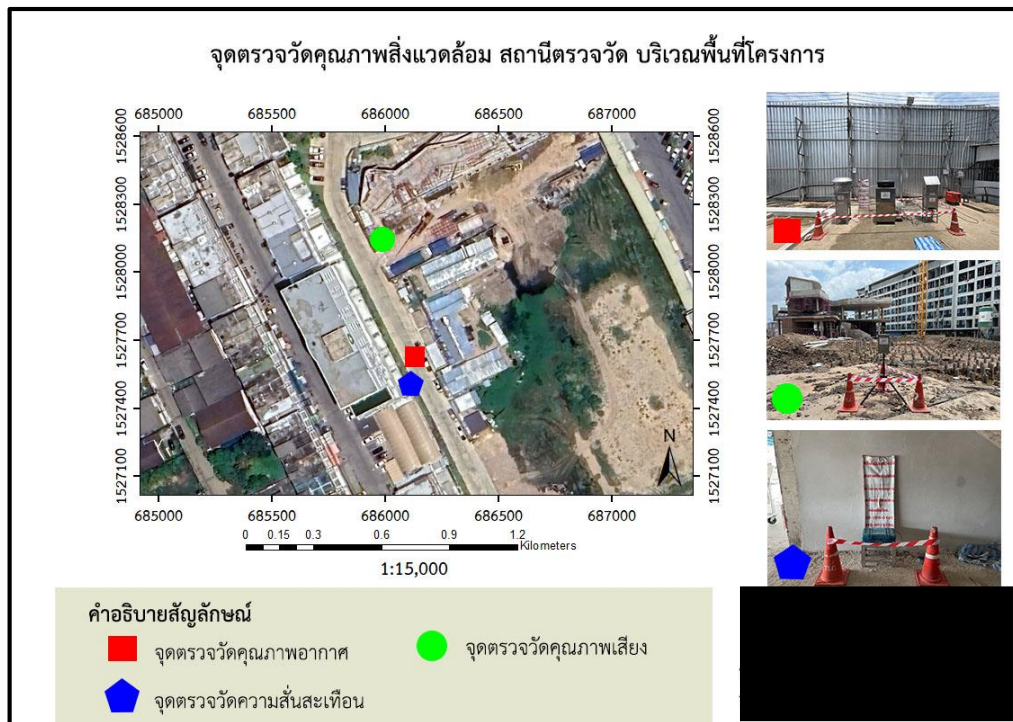 จุดตรวจวัดคุณภาพสิ่งแวดล้อม สถานีตรวจวัด บริเวณพื้นที่โครงการ
685000 685500 686000 686500 687000
1528600 1528600
1528300 1528300
1528000 1528000
1527700 1527700
1527400 1527400
1527100 1527100
N
685000 685500 686000 686500 687000
0 0.15 0.3 0.6 0.9 1.2
Kilometers
1:15,000
คำอธิบายสัญลักษณ์
จุดตรวจวัดคุณภาพอากาศ
จุดตรวจวัดคุณภาพเสียง
จุดตรวจวัดความสั่นสะเทือน